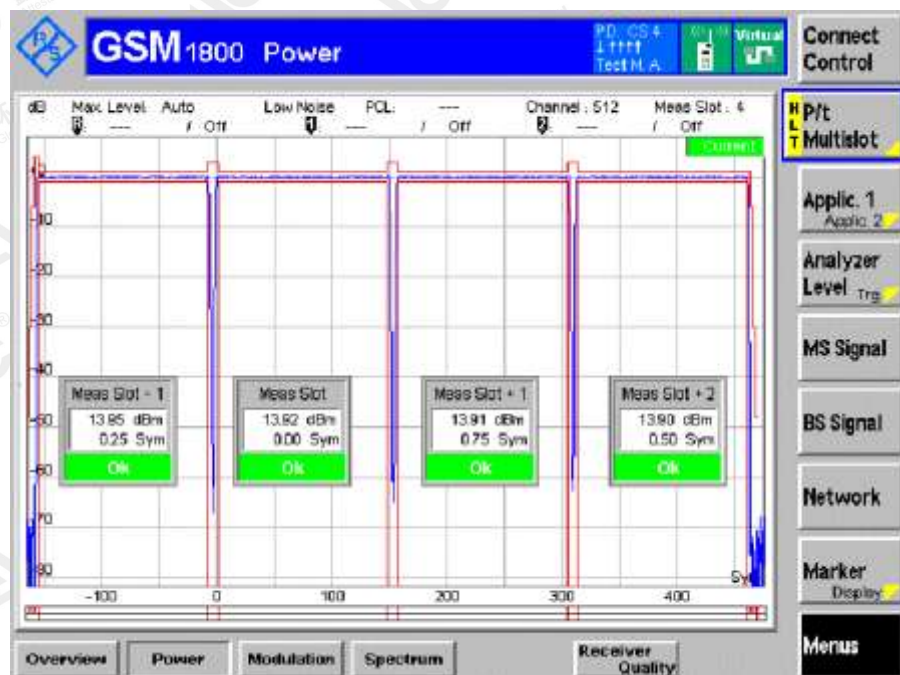 R&S
GSM 1800 Power
PD: CS4
Test M. A
Virtual
Connect Control
dB Max. Level: Auto Low Noise PCL: --- Channel : 512 Meas Slot : 4
--- / Off 1 --- / Off 2 --- / Off
Current
P/t Multislot
Applic. 1
Applic. 2
Analyzer Level Trg.
MS Signal
BS Signal
Network
Marker
Display
Menus
-10
-20
-30
-40
-50
-60
-70
-80
Meas Slot - 1
13.95 dBm
0.25 Sym
Ok
Meas Slot
13.92 dBm
0.00 Sym
Ok
Meas Slot + 1
13.91 dBm
0.75 Sym
Ok
Meas Slot + 2
13.90 dBm
0.50 Sym
Ok
-100 0 100 200 300 400
Overview Power Modulation Spectrum Receiver Quality